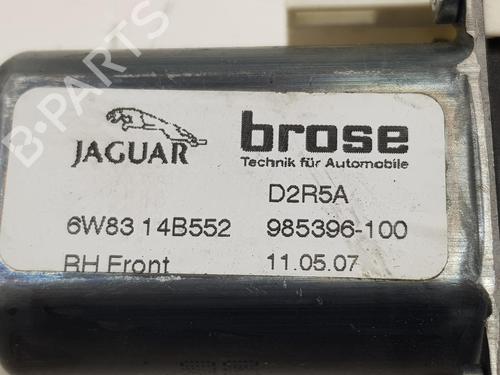 JAGUAR
brose
Technik für Automobile
D2R5A
6W83 14B552 985396-100
RH Front 11.05.07
B-PARTS